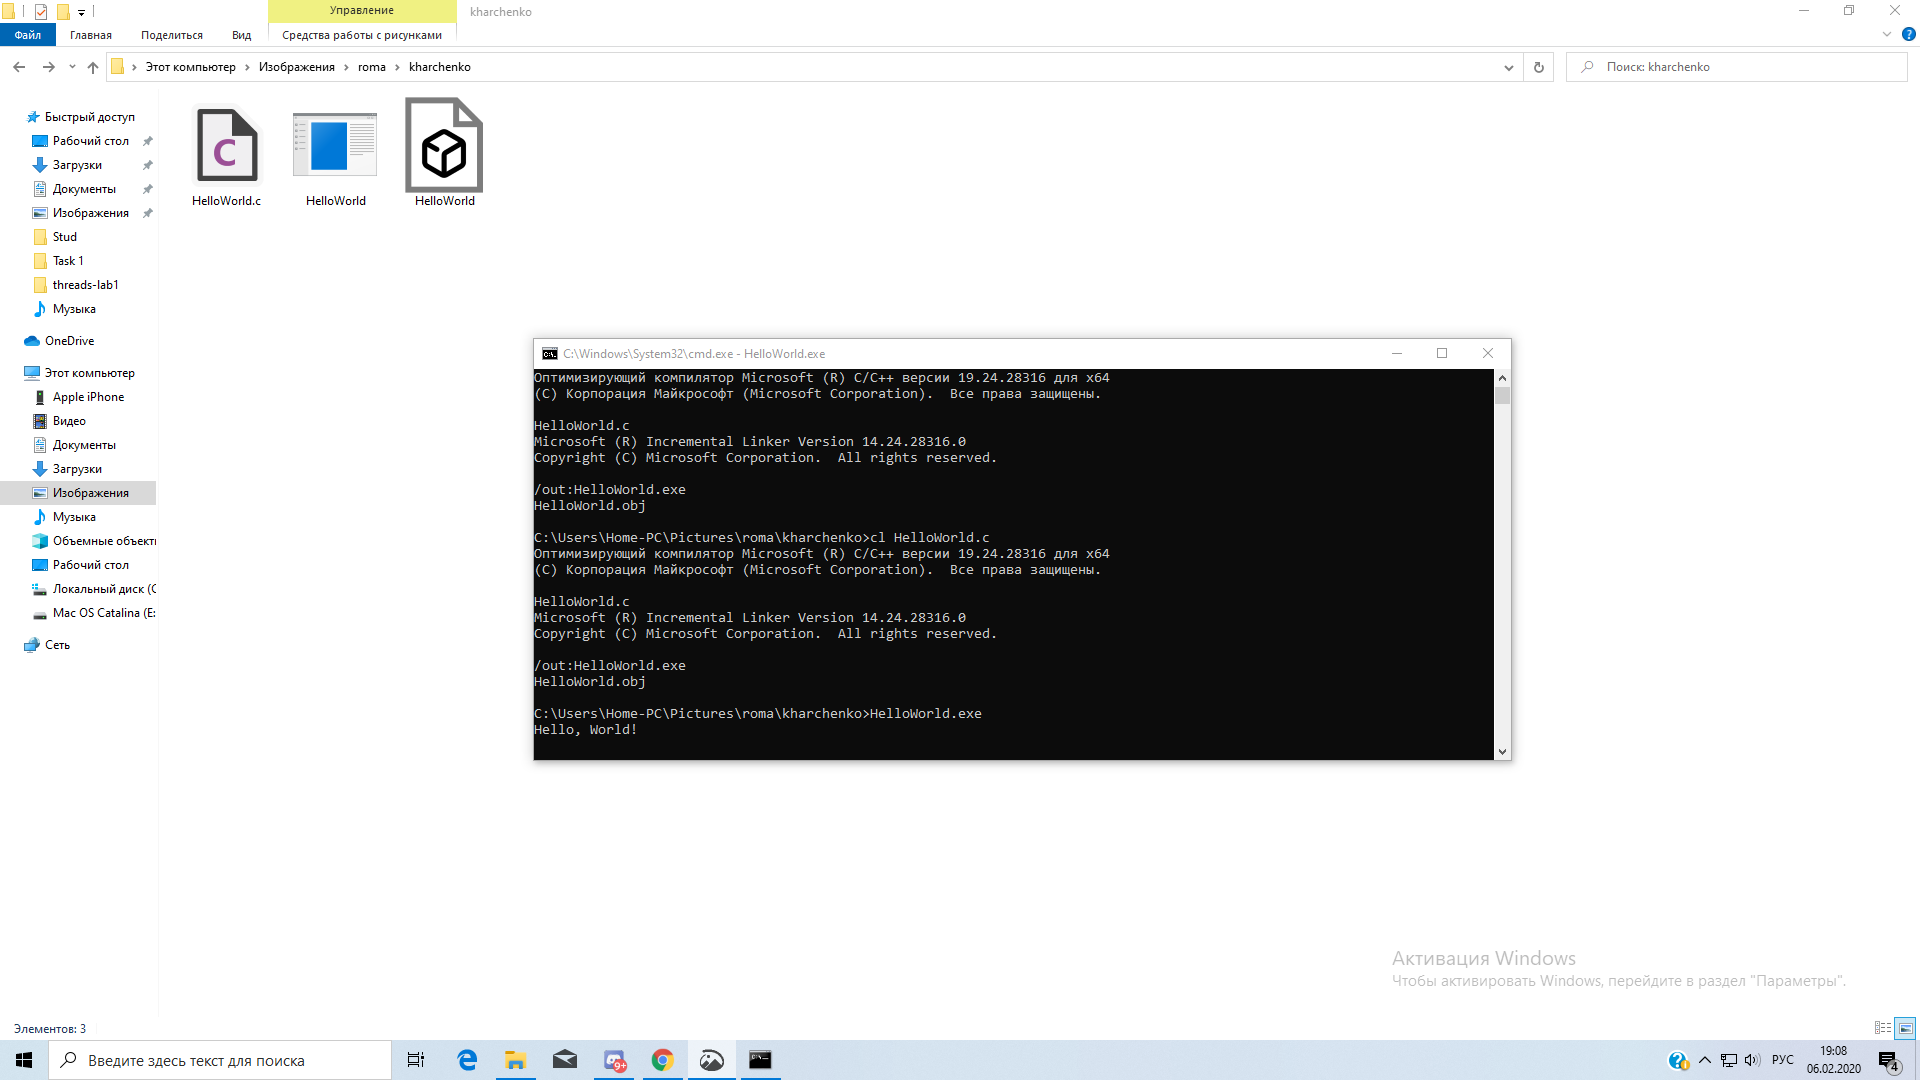 Управление
kharchenko
Файл
Главная
Поделиться
Вид
Средства работы с рисунками
Этот компьютер
Изображения
roma
kharchenko
Поиск: kharchenko
Быстрый доступ
Рабочий стол
Загрузки
Документы
Изображения
Stud
Task 1
threads-lab1
Музыка
OneDrive
Этот компьютер
Apple iPhone
Видео
Документы
Загрузки
Изображения
Музыка
Объемные объект
Рабочий стол
Локальный диск (C
Mac OS Catalina (E:
Сеть
C
HelloWorld.c
HelloWorld
HelloWorld
C:\Windows\System32\cmd.exe - HelloWorld.exe
Оптимизирующий компилятор Microsoft (R) C/C++ версии 19.24.28316 для x64
(C) Корпорация Майкрософт (Microsoft Corporation).  Все права защищены.
HelloWorld.c
Microsoft (R) Incremental Linker Version 14.24.28316.0
Copyright (C) Microsoft Corporation.  All rights reserved.
/out:HelloWorld.exe
HelloWorld.obj
C:\Users\Home-PC\Pictures\roma\kharchenko>cl HelloWorld.c
Оптимизирующий компилятор Microsoft (R) C/C++ версии 19.24.28316 для x64
(C) Корпорация Майкрософт (Microsoft Corporation).  Все права защищены.
HelloWorld.c
Microsoft (R) Incremental Linker Version 14.24.28316.0
Copyright (C) Microsoft Corporation.  All rights reserved.
/out:HelloWorld.exe
HelloWorld.obj
C:\Users\Home-PC\Pictures\roma\kharchenko>HelloWorld.exe
Hello, World!
Активация Windows
Чтобы активировать Windows, перейдите в раздел "Параметры".
Элементов: 3
Введите здесь текст для поиска
9+
РУС
19:08
06.02.2020
4